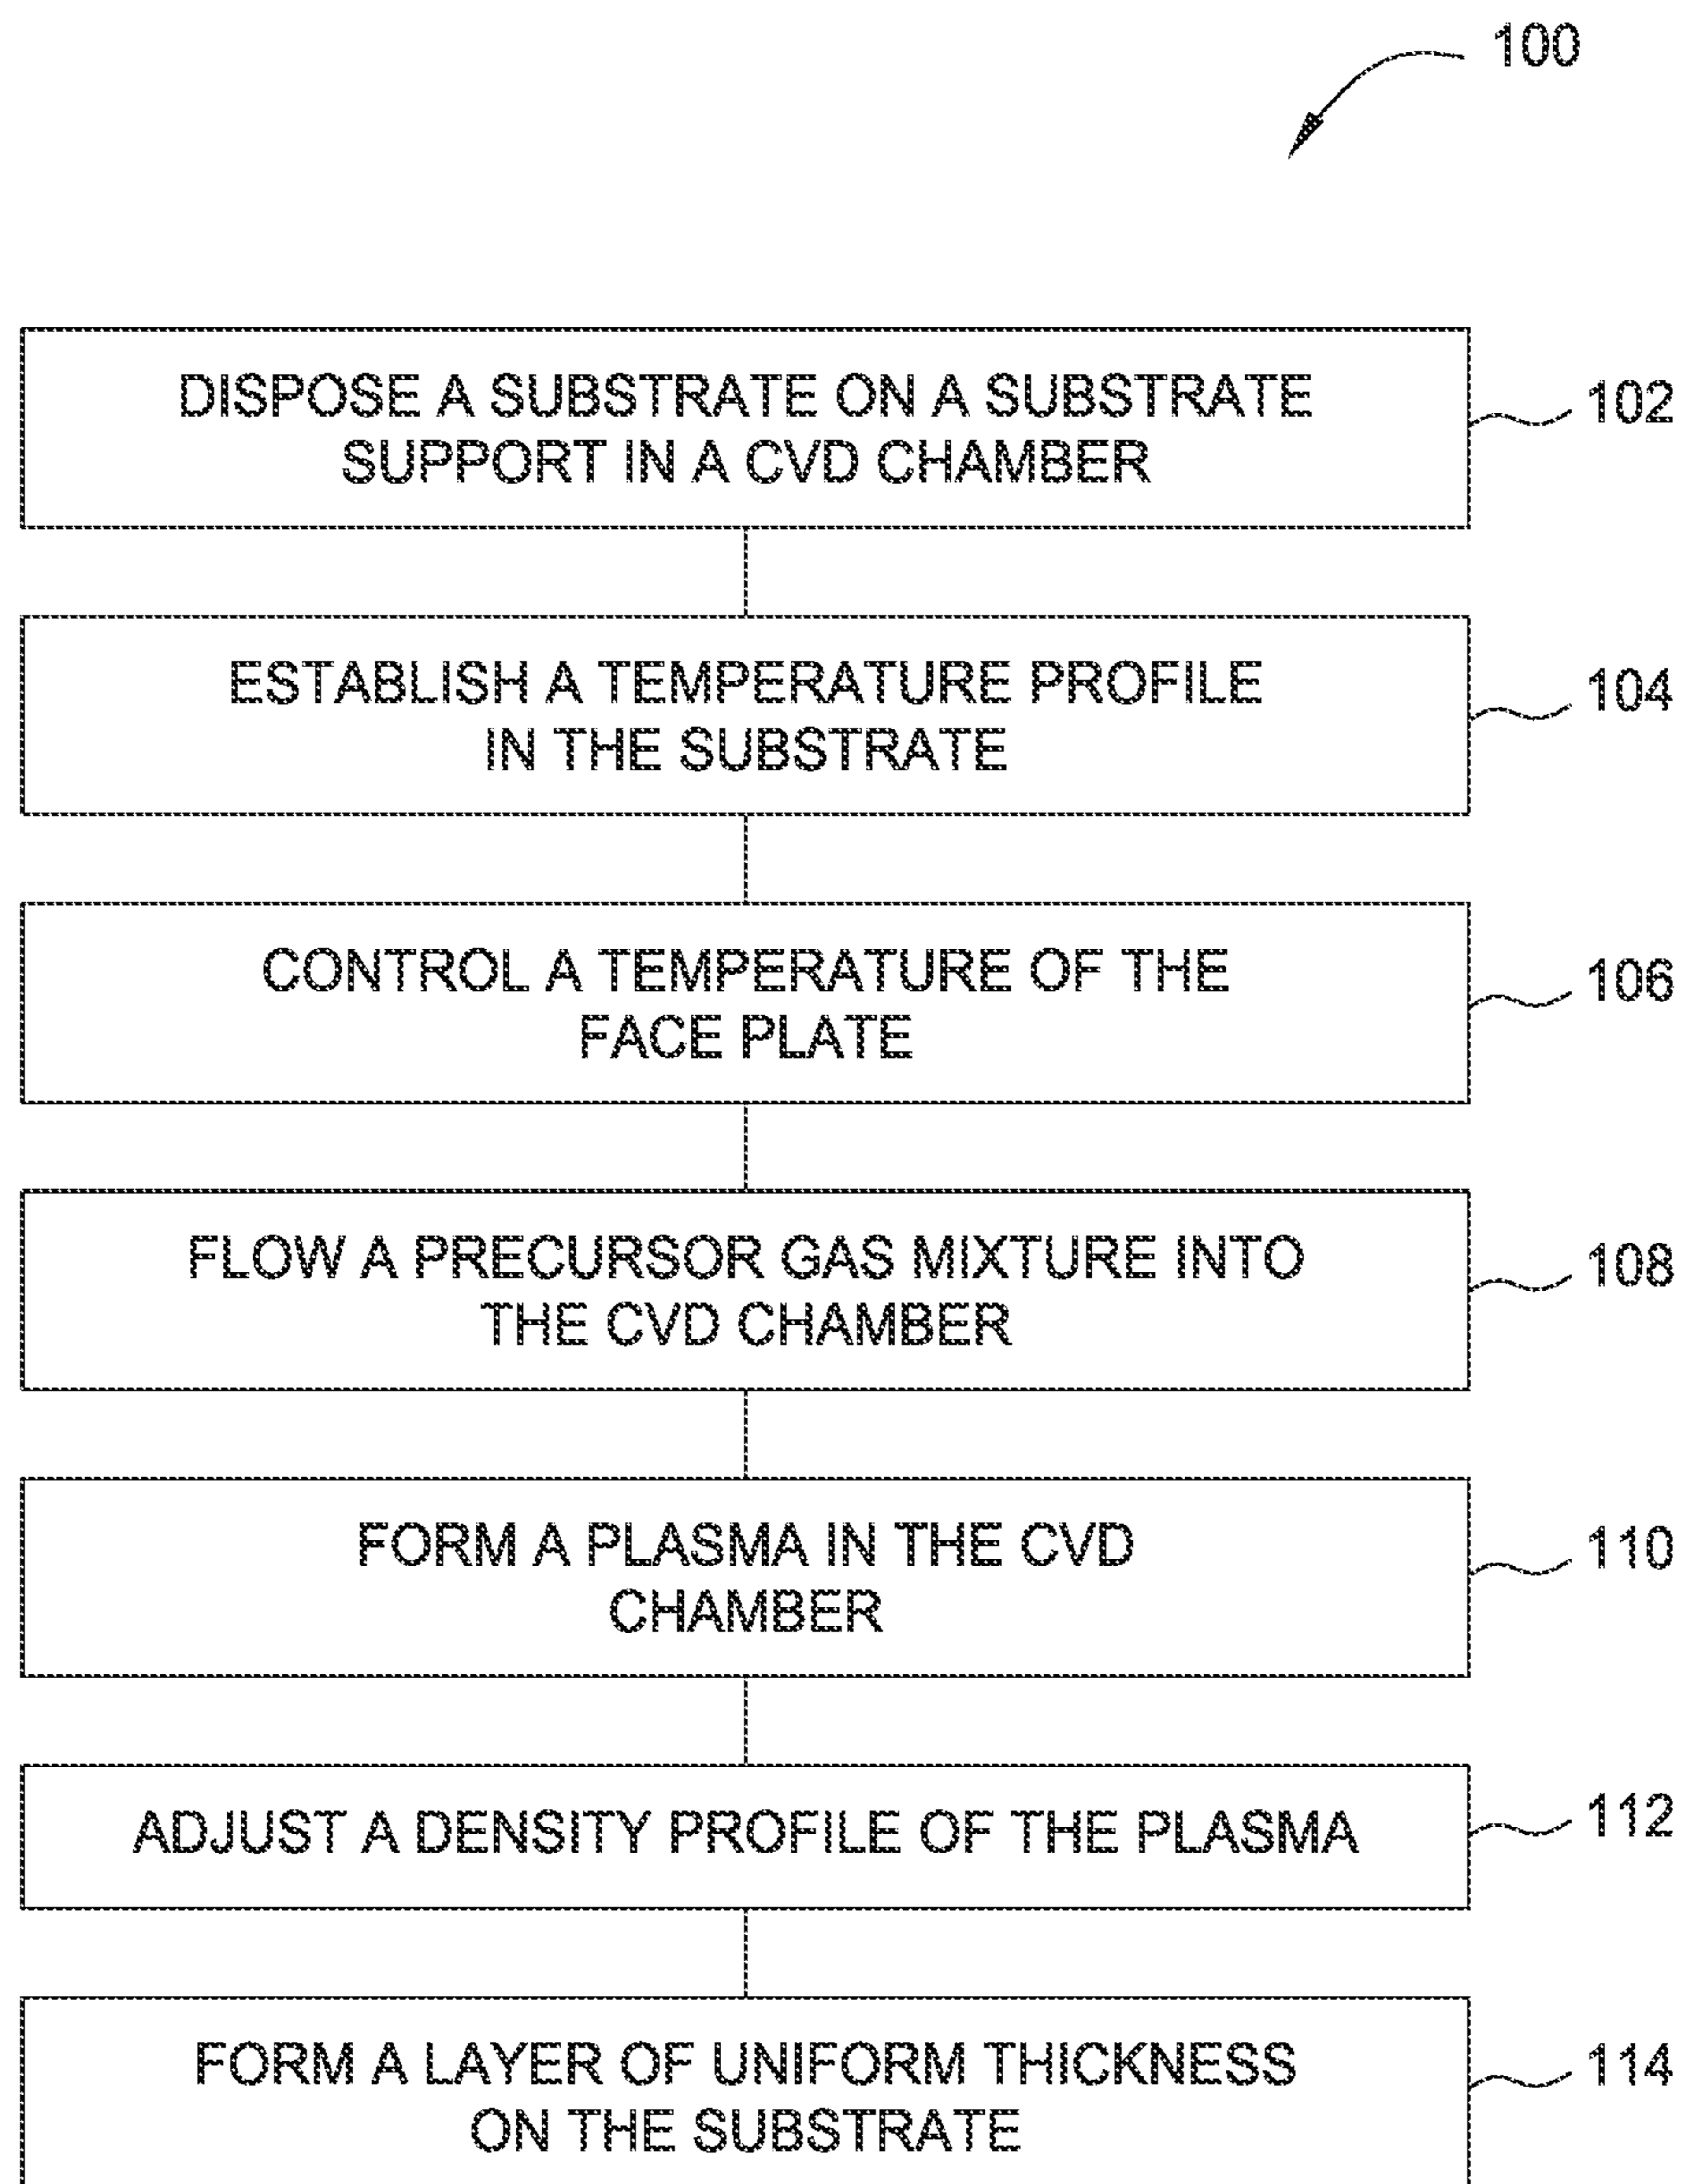 100
DISPOSE A SUBSTRATE ON A SUBSTRATE
SUPPORT IN A CVD CHAMBER
102
ESTABLISH A TEMPERATURE PROFILE
IN THE SUBSTRATE
104
CONTROL A TEMPERATURE OF THE
FACE PLATE
106
FLOW A PRECURSOR GAS MIXTURE INTO
THE CVD CHAMBER
108
FORM A PLASMA IN THE CVD
CHAMBER
110
ADJUST A DENSITY PROFILE OF THE PLASMA
112
FORM A LAYER OF UNIFORM THICKNESS
ON THE SUBSTRATE
114